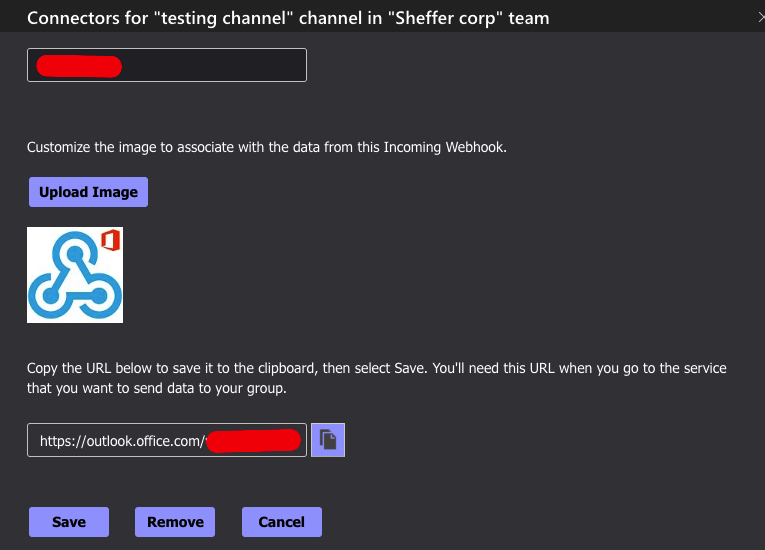 Connectors for "testing channel" channel in "Sheffer corp" team
Customize the image to associate with the data from this Incoming Webhook.
Upload Image
Copy the URL below to save it to the clipboard, then select Save. You'll need this URL when you go to the service
that you want to send data to your group.
https://outlook.office.com/
Save
Remove
Cancel